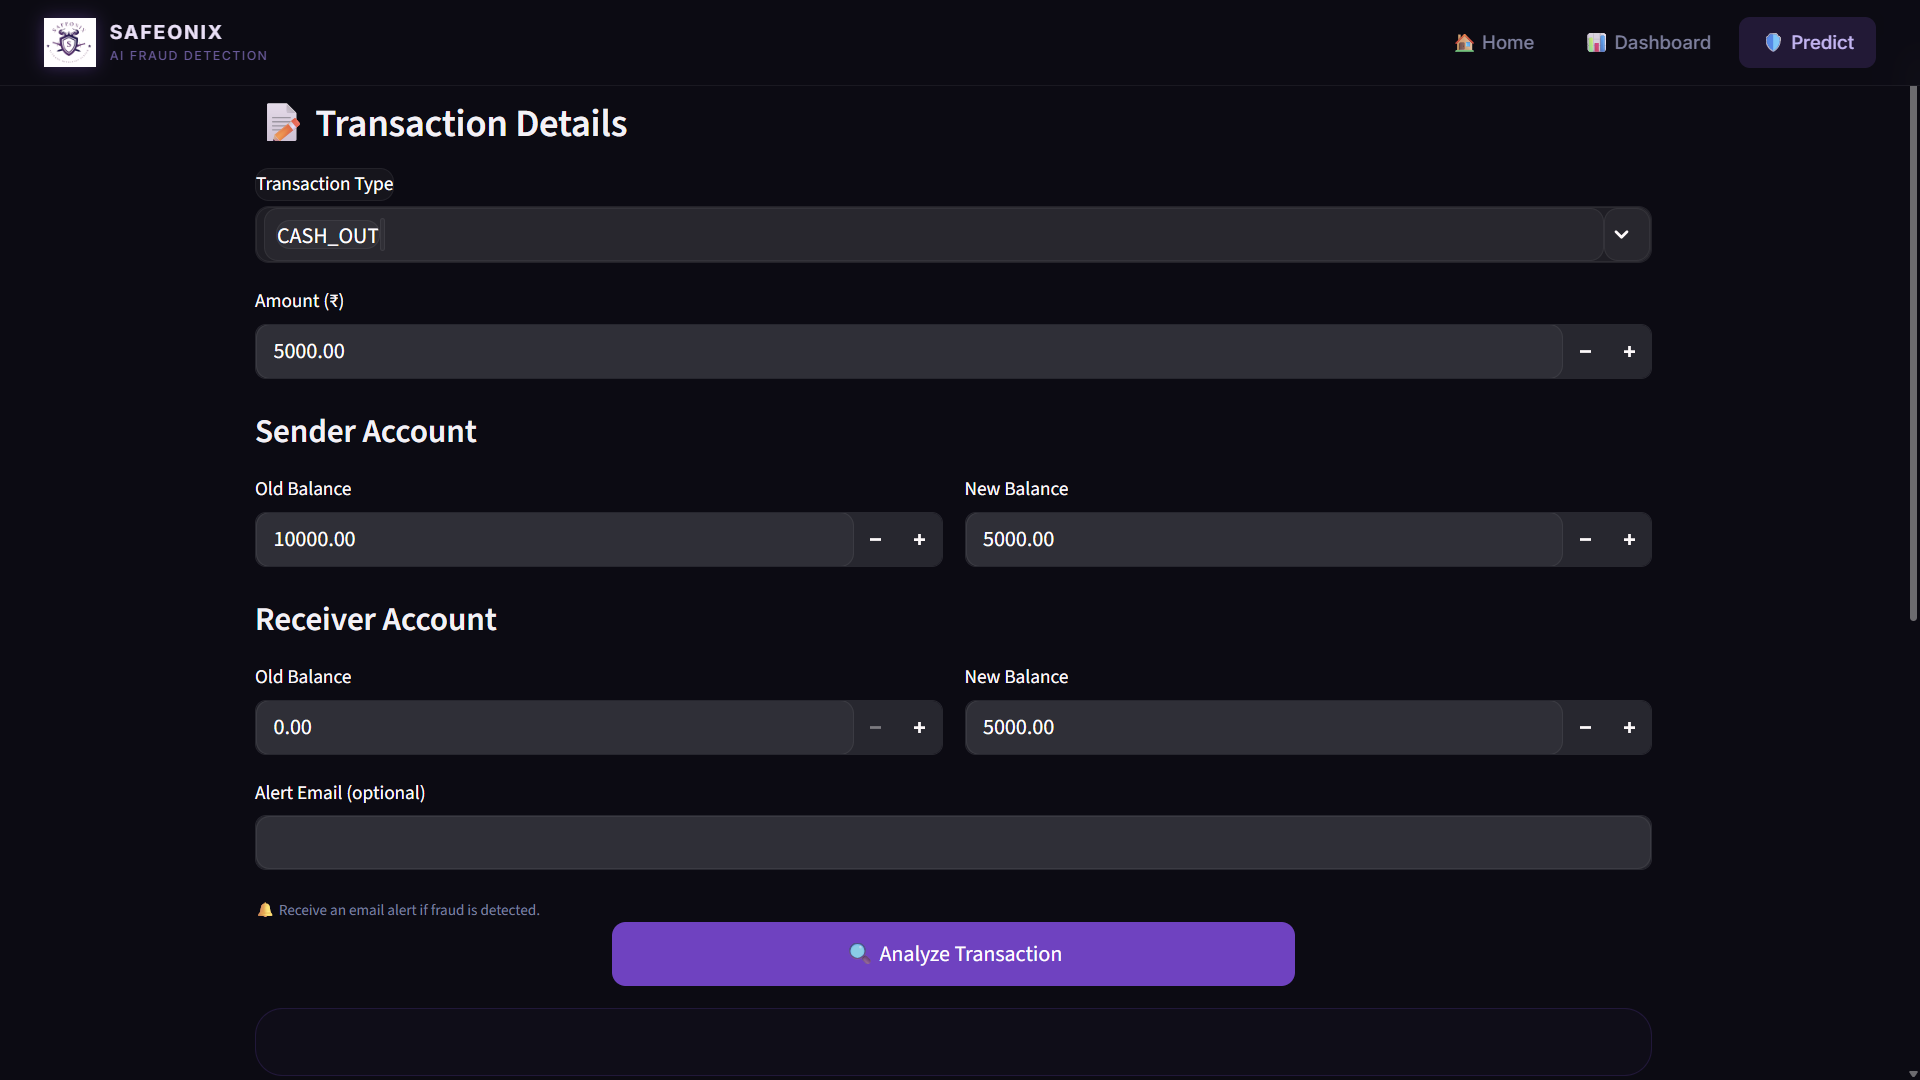 SAFEONIX
AI FRAUD DETECTION
Home
Dashboard
Predict
Transaction Details
Transaction Type
CASH_OUT
Amount (₹)
5000.00
Sender Account
Old Balance
New Balance
10000.00
5000.00
Receiver Account
Old Balance
New Balance
0.00
5000.00
Alert Email (optional)
Receive an email alert if fraud is detected.
Analyze Transaction